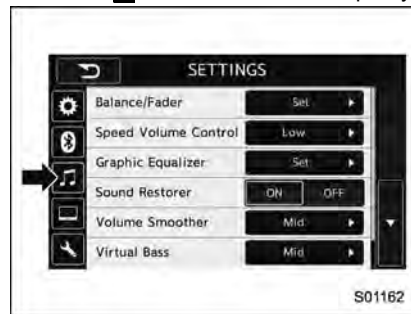 SETTINGS
Balance/Fader Set
Speed Volume Control Low
Graphic Equalizer Set
Sound Restorer ON OFF
Volume Smoother Mid
Virtual Bass Mid
S01162